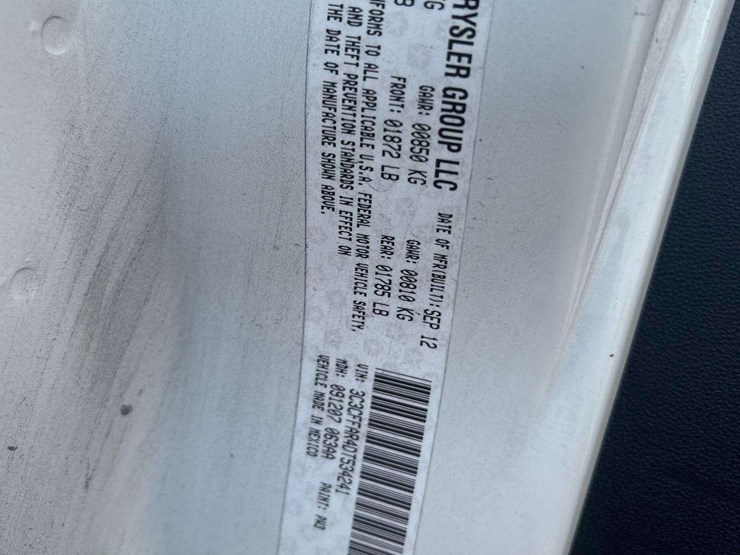 RYSLER GROUP LLC DATE OF MFR(BUILT): SEP 12
G GAWR: 00850 KG GAWR: 00810 KG
B FRONT: 01872 LB REAR: 01785 LB
FORMS TO ALL APPLICABLE U.S.A. FEDERAL MOTOR VEHICLE SAFETY,
AND THEFT PREVENTION STANDARDS IN EFFECT ON
THE DATE OF MANUFACTURE SHOWN ABOVE.
VIN: 3C3CFFAR4DT534241
MDH: 091207 063AA PAINT:
VEHICLE MADE IN MEXICO